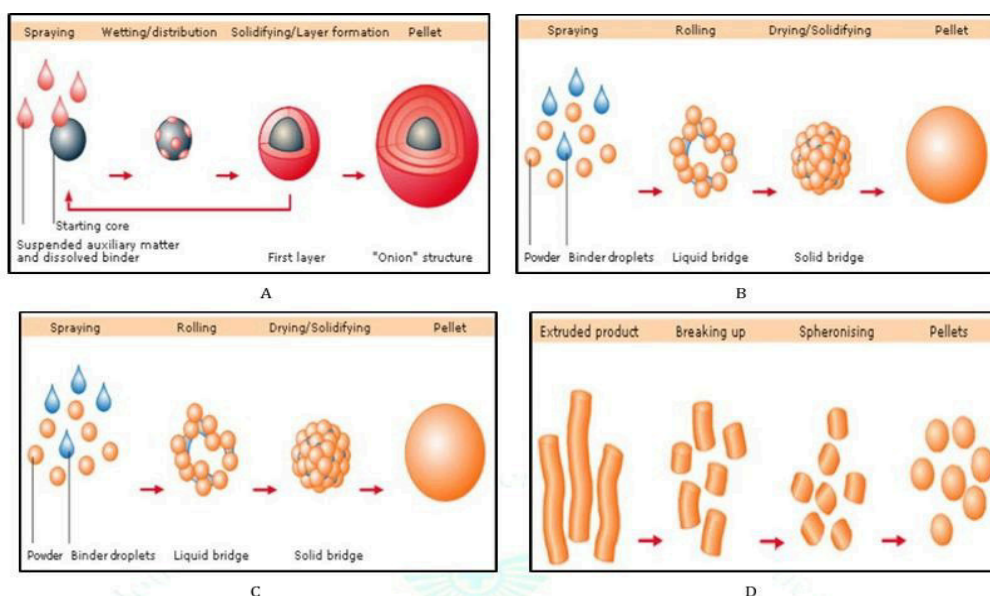 Spraying Wetting/distribution Solidifying/Layer formation Pellet
Starting core
Suspended auxiliary matter
and dissolved binder
First layer "Onion" structure
A
Spraying Rolling Drying/Solidifying Pellet
Powder Binder droplets Liquid bridge Solid bridge
B
Spraying Rolling Drying/Solidifying Pellet
Powder Binder droplets Liquid bridge Solid bridge
C
Extruded product Breaking up Spheronising Pellets
D